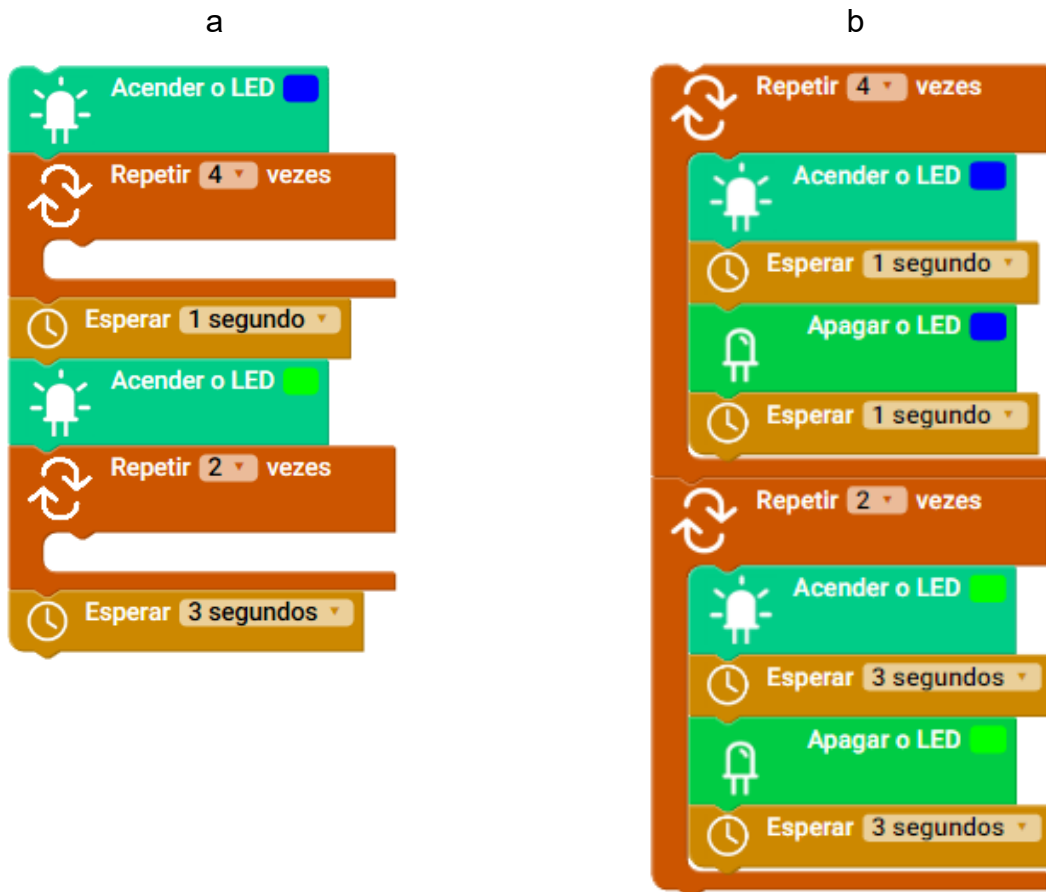 a
Acender o LED
Repetir 4 vezes
Esperar 1 segundo
Acender o LED
Repetir 2 vezes
Esperar 3 segundos
b
Repetir 4 vezes
Acender o LED
Esperar 1 segundo
Apagar o LED
Esperar 1 segundo
Repetir 2 vezes
Acender o LED
Esperar 3 segundos
Apagar o LED
Esperar 3 segundos